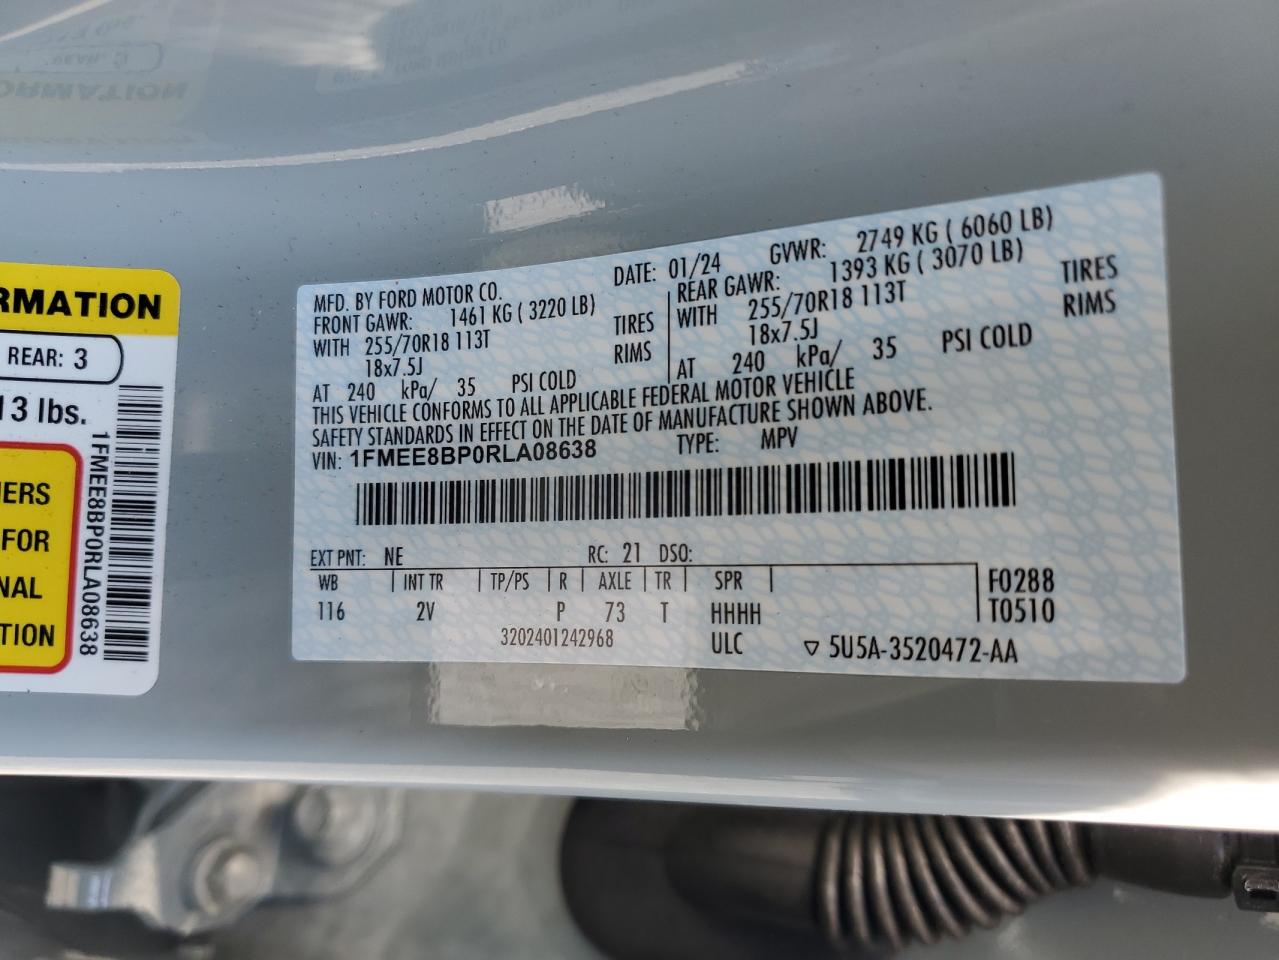 RMATION
REAR: 3
13 lbs.
NERS
FOR
NAL
TION
1FMEE8BP0RLA08638
MFD. BY FORD MOTOR CO. DATE: 01/24 GVWR: 2749 KG ( 6060 LB)
FRONT GAWR: 1461 KG ( 3220 LB) REAR GAWR: 1393 KG ( 3070 LB)
WITH 255/70R18 113T TIRES WITH 255/70R18 113T TIRES
18x7.5J RIMS 18x7.5J RIMS
AT 240 kPa/ 35 PSI COLD AT 240 kPa/ 35 PSI COLD
THIS VEHICLE CONFORMS TO ALL APPLICABLE FEDERAL MOTOR VEHICLE
SAFETY STANDARDS IN EFFECT ON THE DATE OF MANUFACTURE SHOWN ABOVE.
VIN: 1FMEE8BP0RLA08638 TYPE: MPV
EXT PNT: NE RC: 21 DSO:
WB INT TR TP/PS R AXLE TR SPR F0288
116 2V P 73 T HHHH T0510
3202401242968 ULC ▽ 5U5A-3520472-AA